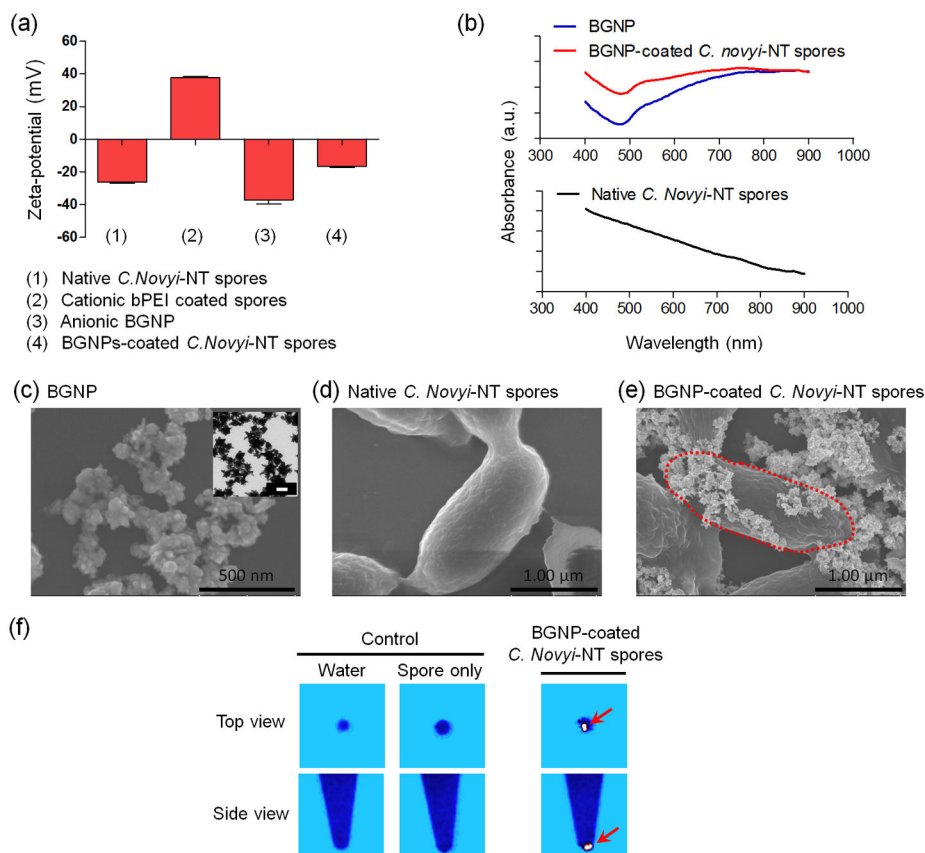 (a)
60
40
20
0
-20
-40
-60
Zeta-potential (mV)
(1) (2) (3) (4)
(1) Native C.Novyi-NT spores
(2) Cationic bPEI coated spores
(3) Anionic BGNP
(4) BGNPs-coated C.Novyi-NT spores
(b)
BGNP
BGNP-coated C. novyi-NT spores
300 400 500 600 700 800 900 1000
Native C. Novyi-NT spores
300 400 500 600 700 800 900 1000
Absorbance (a.u.)
Wavelength (nm)
(c) BGNP
500 nm
(d) Native C. Novyi-NT spores
1.00 µm
(e) BGNP-coated C. Novyi-NT spores
1.00 µm
(f)
Control
Water Spore only
BGNP-coated
C. Novyi-NT spores
Top view
Side view